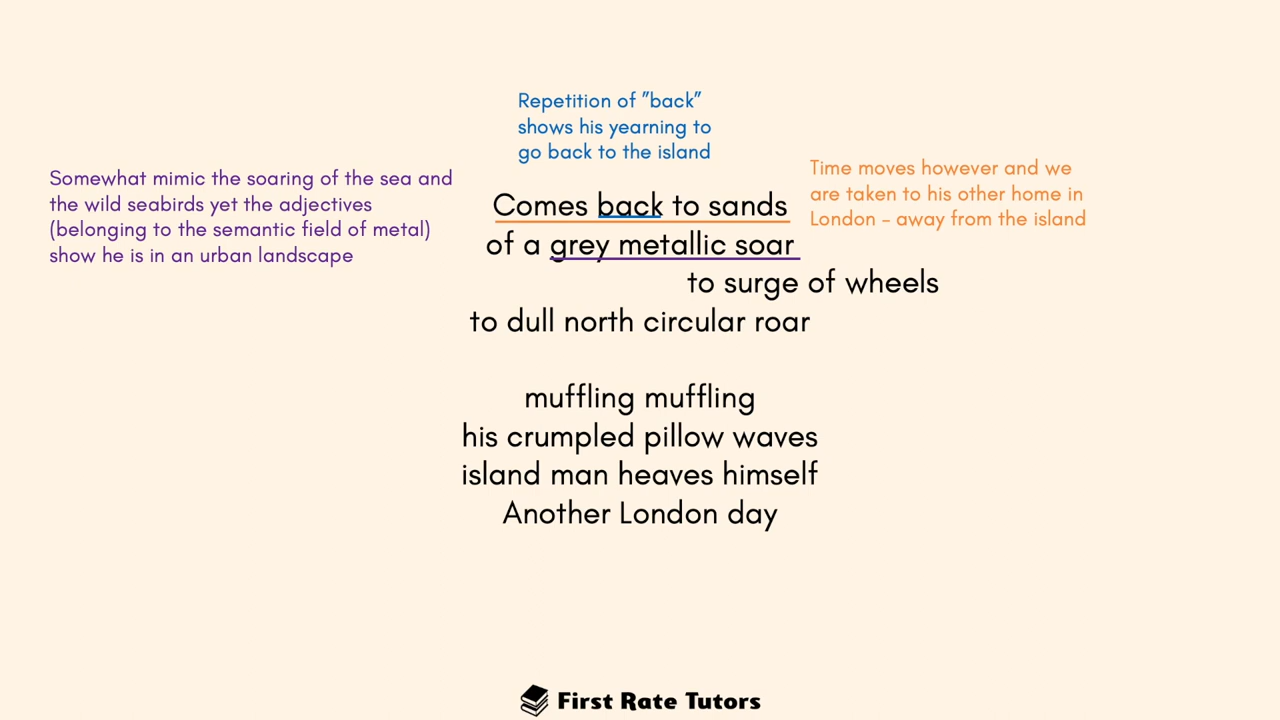 Repetition of "back"
shows his yearning to
go back to the island
Somewhat mimic the soaring of the sea and
the wild seabirds yet the adjectives
(belonging to the semantic field of metal)
show he is in an urban landscape
Time moves however and we
are taken to his other home in
London - away from the island
Comes back to sands
of a grey metallic soar
to surge of wheels
to dull north circular roar
muffling muffling
his crumpled pillow waves
island man heaves himself
Another London day
First Rate Tutors